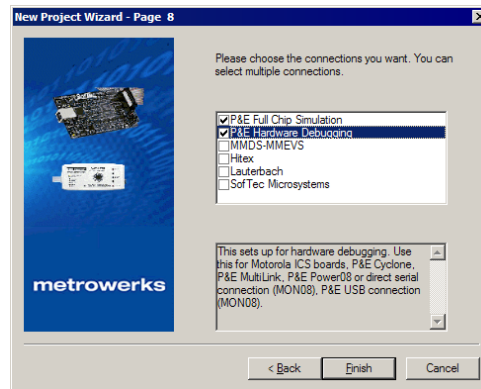 New Project Wizard - Page 8
Please choose the connections you want. You can
select multiple connections.
P&E Full Chip Simulation
P&E Hardware Debugging
MMDS-MMEVS
Hitex
Lauterbach
SofTec Microsystems
This sets up for hardware debugging. Use
this for Motorola ICS boards, P&E Cyclone,
P&E MultiLink, P&E Power08 or direct serial
connection (MON08), P&E USB connection
(MON08).
SofTec
metrowerks
< Back
Finish
Cancel